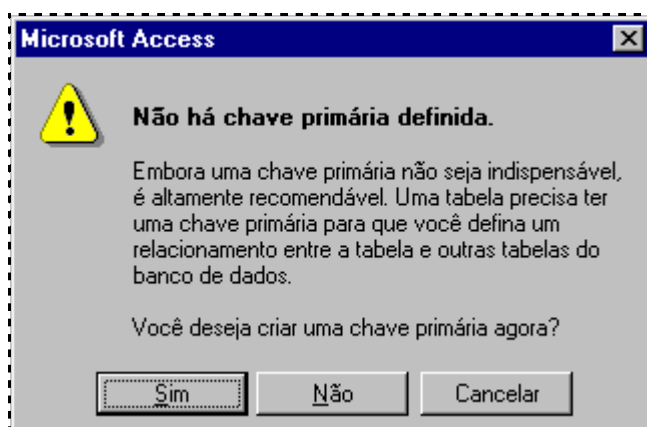 Microsoft Access
Não há chave primária definida.
Embora uma chave primária não seja indispensável,
é altamente recomendável. Uma tabela precisa ter
uma chave primária para que você defina um
relacionamento entre a tabela e outras tabelas do
banco de dados.
Você deseja criar uma chave primária agora?
Sim Não Cancelar